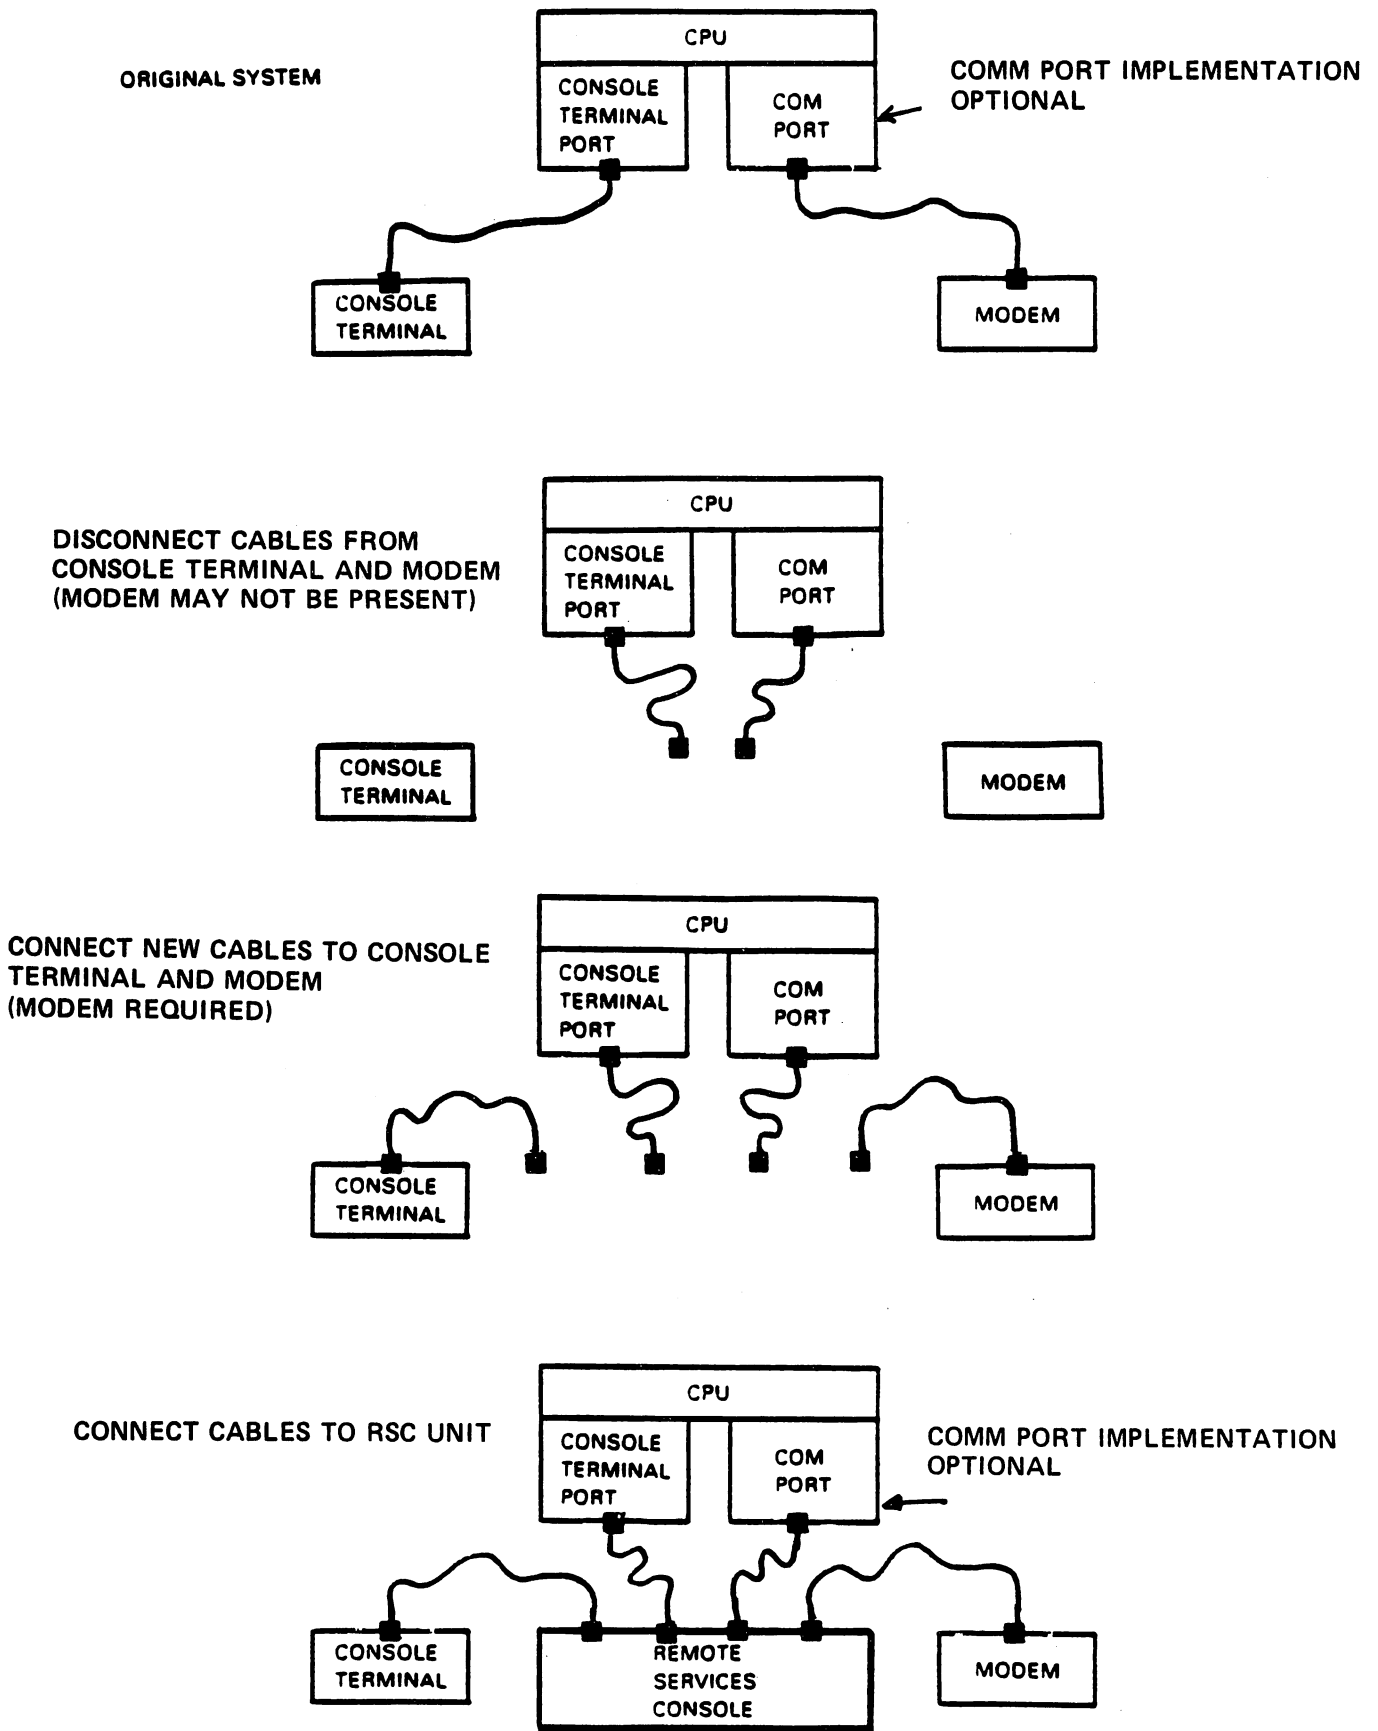 CPU
ORIGINAL SYSTEM
CONSOLE
TERMINAL
PORT
COM
PORT
COMM PORT IMPLEMENTATION
OPTIONAL
CONSOLE
TERMINAL
MODEM
CPU
DISCONNECT CABLES FROM
CONSOLE TERMINAL AND MODEM
(MODEM MAY NOT BE PRESENT)
CONSOLE
TERMINAL
PORT
COM
PORT
CONSOLE
TERMINAL
MODEM
CPU
CONNECT NEW CABLES TO CONSOLE
TERMINAL AND MODEM
(MODEM REQUIRED)
CONSOLE
TERMINAL
PORT
COM
PORT
CONSOLE
TERMINAL
MODEM
CPU
CONNECT CABLES TO RSC UNIT
CONSOLE
TERMINAL
PORT
COM
PORT
COMM PORT IMPLEMENTATION
OPTIONAL
CONSOLE
TERMINAL
REMOTE
SERVICES
CONSOLE
MODEM